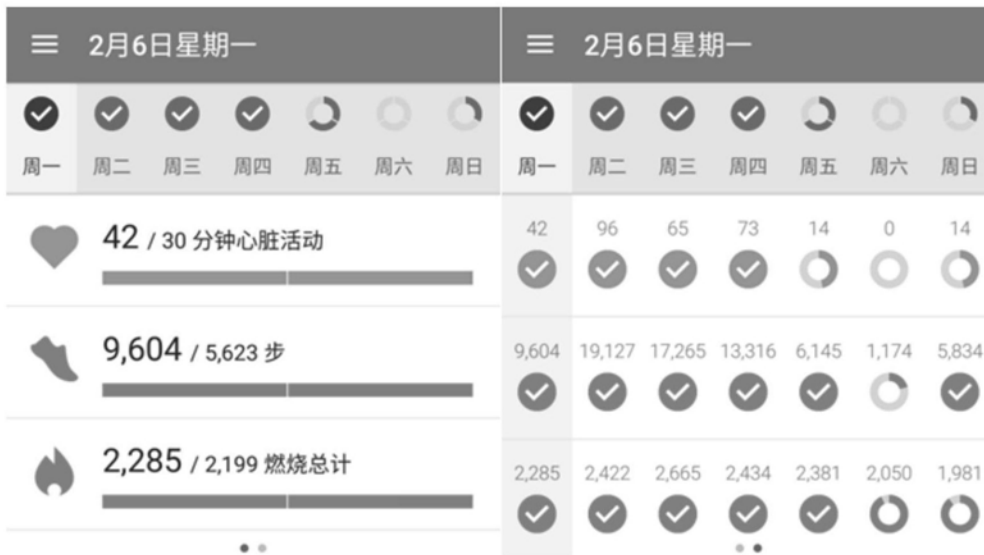 2月6日星期一
周一 周二 周三 周四 周五 周六 周日
42 / 30 分钟心脏活动
9,604 / 5,623 步
2,285 / 2,199 燃烧总计
2月6日星期一
周一 周二 周三 周四 周五 周六 周日
42 96 65 73 14 0 14
9,604 19,127 17,265 13,316 6,145 1,174 5,834
2,285 2,422 2,665 2,434 2,381 2,050 1,981